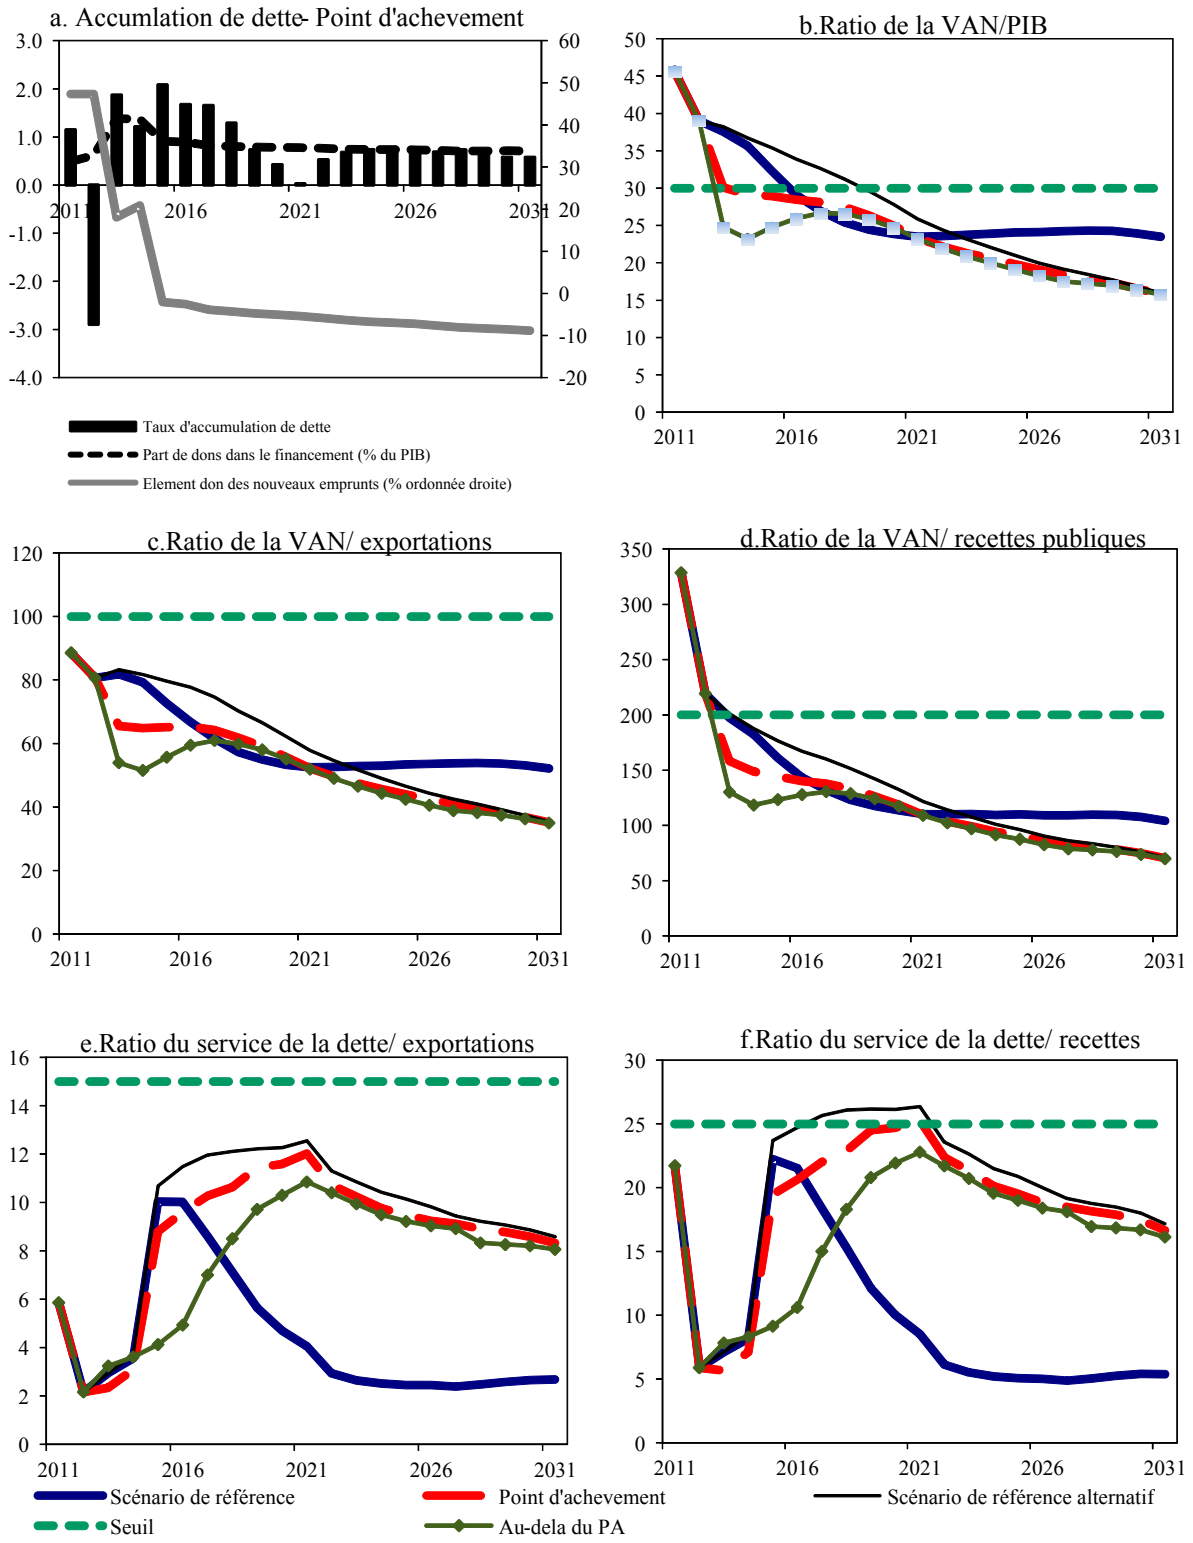 a. Accumlation de dette- Point d'achevement
3.0
2.0
1.0
0.0
-1.0
-2.0
-3.0
-4.0
60
50
40
30
20
10
0
-10
-20
2011 2016 2021 2026 2031
Taux d'accumulation de dette
Part de dons dans le financement (% du PIB)
Element don des nouveaux emprunts (% ordonnée droite)
b.Ratio de la VAN/PIB
50
45
40
35
30
25
20
15
10
5
0
2011 2016 2021 2026 2031
c.Ratio de la VAN/ exportations
120
100
80
60
40
20
0
2011 2016 2021 2026 2031
d.Ratio de la VAN/ recettes publiques
350
300
250
200
150
100
50
0
2011 2016 2021 2026 2031
e.Ratio du service de la dette/ exportations
16
14
12
10
8
6
4
2
0
2011 2016 2021 2026 2031
f.Ratio du service de la dette/ recettes
30
25
20
15
10
5
0
2011 2016 2021 2026 2031
Scénario de référence
Point d'achevement
Scénario de référence alternatif
Seuil
Au-dela du PA